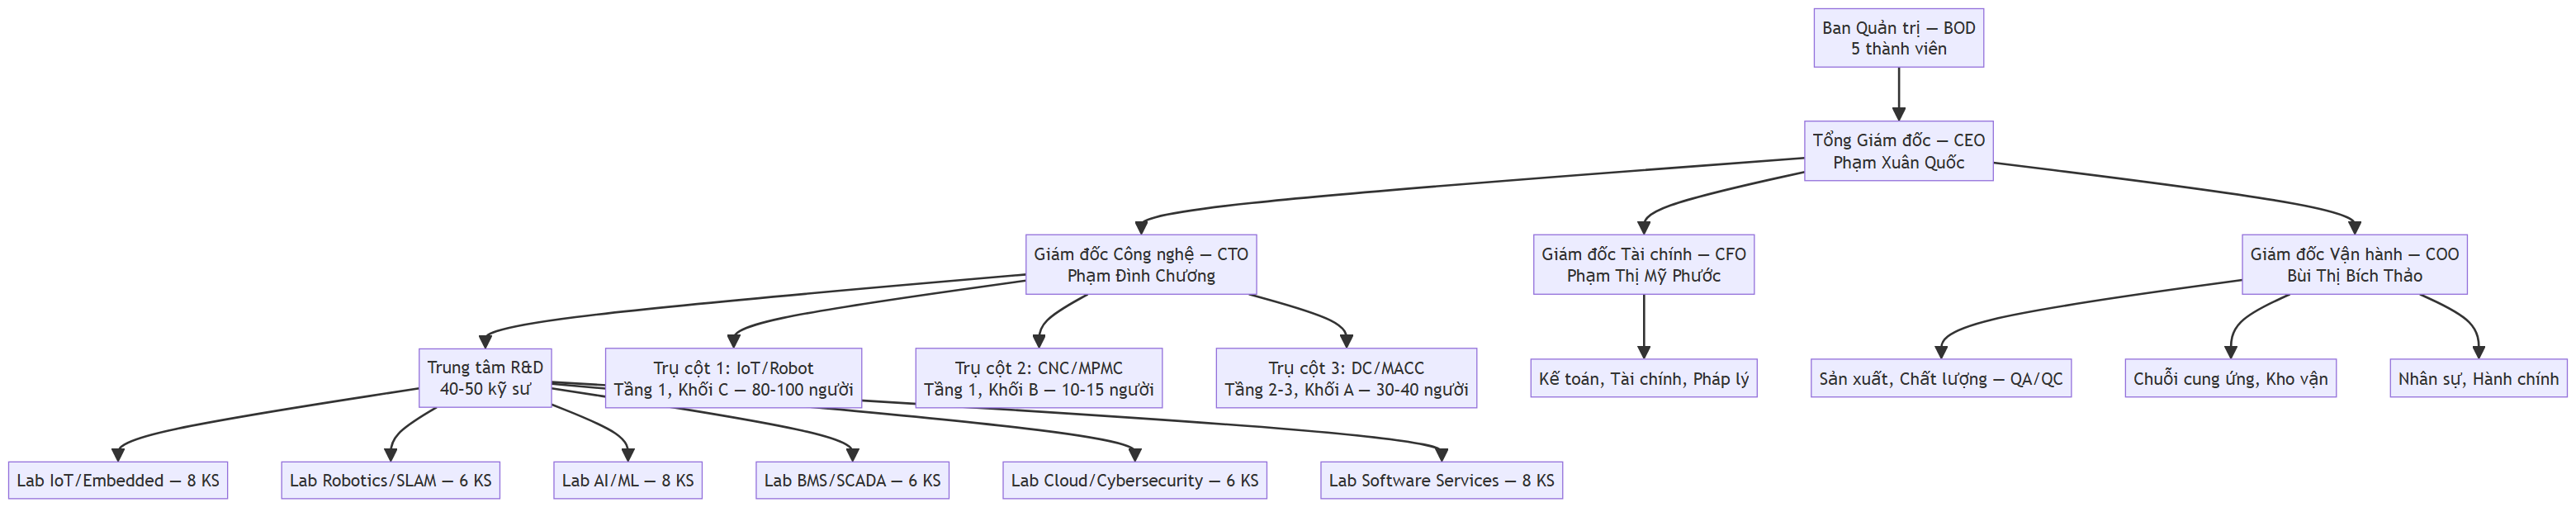 Ban Quản trị – BOD
5 thành viên
Tổng Giám đốc – CEO
Phạm Xuân Quốc
Giám đốc Công nghệ – CTO
Phạm Đình Chương
Giám đốc Tài chính – CFO
Phạm Thị Mỹ Phước
Giám đốc Vận hành – COO
Bùi Thị Bích Thảo
Trung tâm R&D
40-50 kỹ sư
Trụ cột 1: IoT/Robot
Tầng 1, Khối C – 80-100 người
Trụ cột 2: CNC/MPMC
Tầng 1, Khối B – 10-15 người
Trụ cột 3: DC/MACC
Tầng 2-3, Khối A – 30-40 người
Kế toán, Tài chính, Pháp lý
Sản xuất, Chất lượng – QA/QC
Chuỗi cung ứng, Kho vận
Nhân sự, Hành chính
Lab IoT/Embedded – 8 KS
Lab Robotics/SLAM – 6 KS
Lab AI/ML – 8 KS
Lab BMS/SCADA – 6 KS
Lab Cloud/Cybersecurity – 6 KS
Lab Software Services – 8 KS